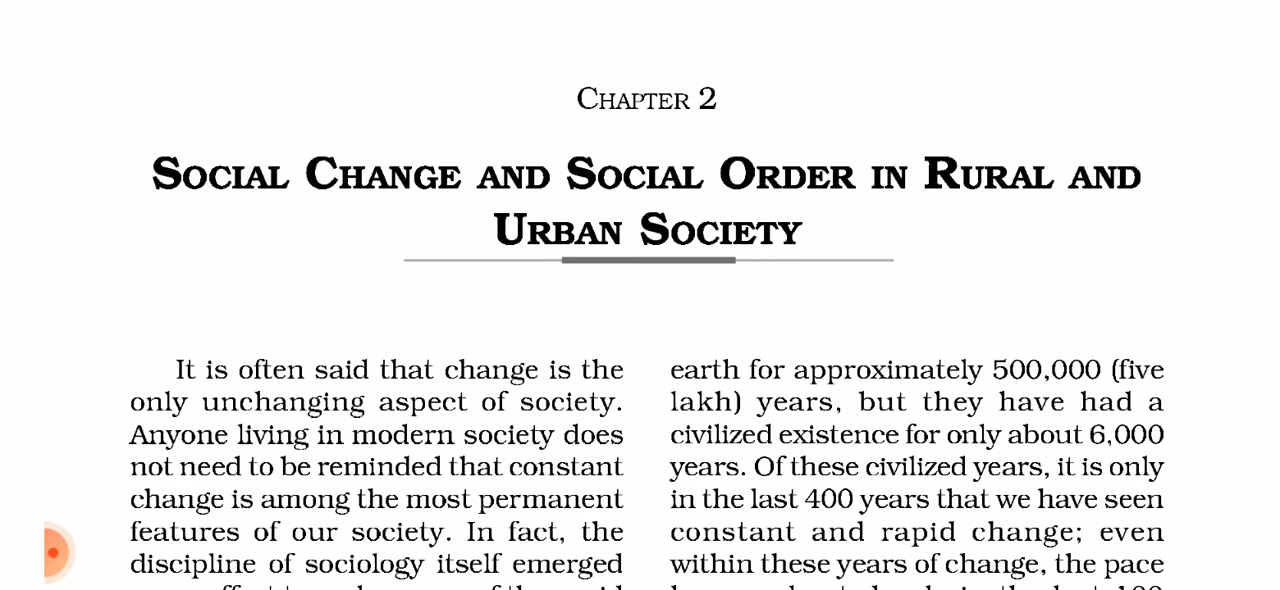 CHAPTER 2
SOCIAL CHANGE AND SOCIAL ORDER IN RURAL AND
URBAN SOCIETY
It is often said that change is the
only unchanging aspect of society.
Anyone living in modern society does
not need to be reminded that constant
change is among the most permanent
features of our society. In fact, the
discipline of sociology itself emerged
earth for approximately 500,000 (five
lakh) years, but they have had a
civilized existence for only about 6,000
years. Of these civilized years, it is only
in the last 400 years that we have seen
constant and rapid change; even
within these years of change, the pace